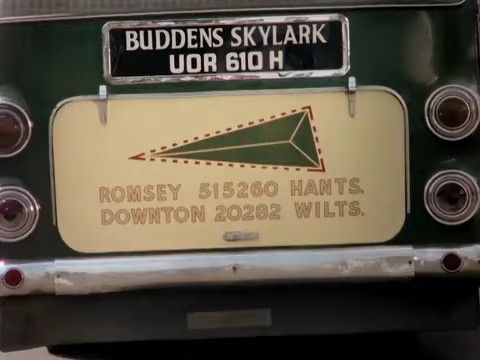 BUDDENS SKYLARK
UOR 610 H
ROMSEY 515260 HANTS.
DOWNTON 20282 WILTS.